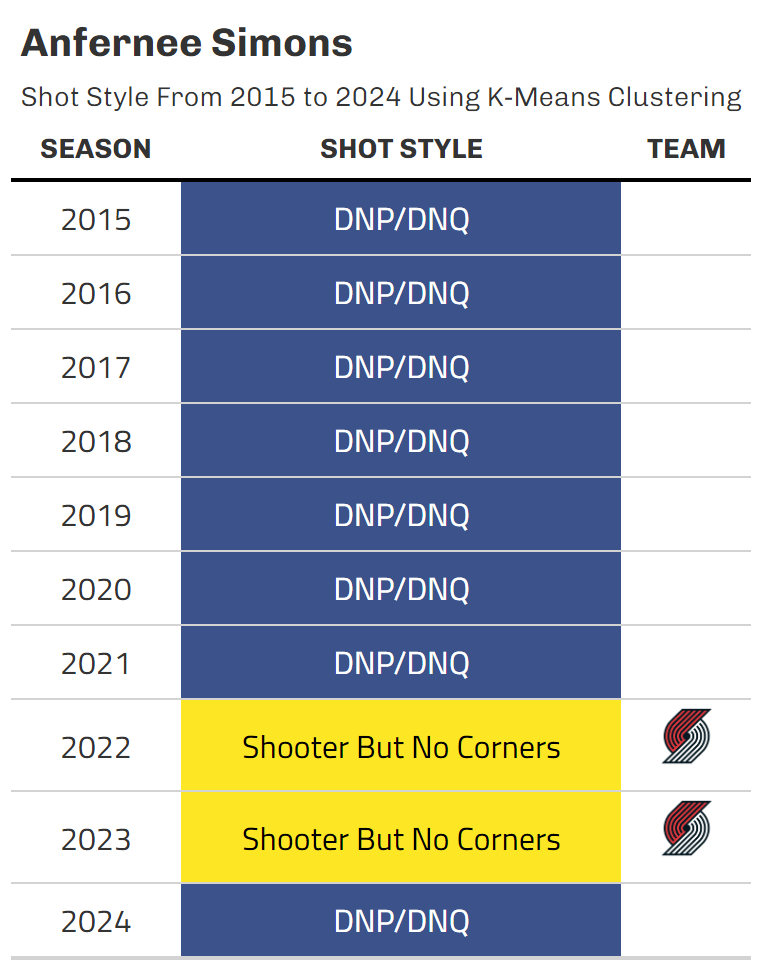 Anfernee Simons
Shot Style From 2015 to 2024 Using K-Means Clustering
SEASON SHOT STYLE TEAM
2015 DNP/DNQ
2016 DNP/DNQ
2017 DNP/DNQ
2018 DNP/DNQ
2019 DNP/DNQ
2020 DNP/DNQ
2021 DNP/DNQ
2022 Shooter But No Corners
2023 Shooter But No Corners
2024 DNP/DNQ